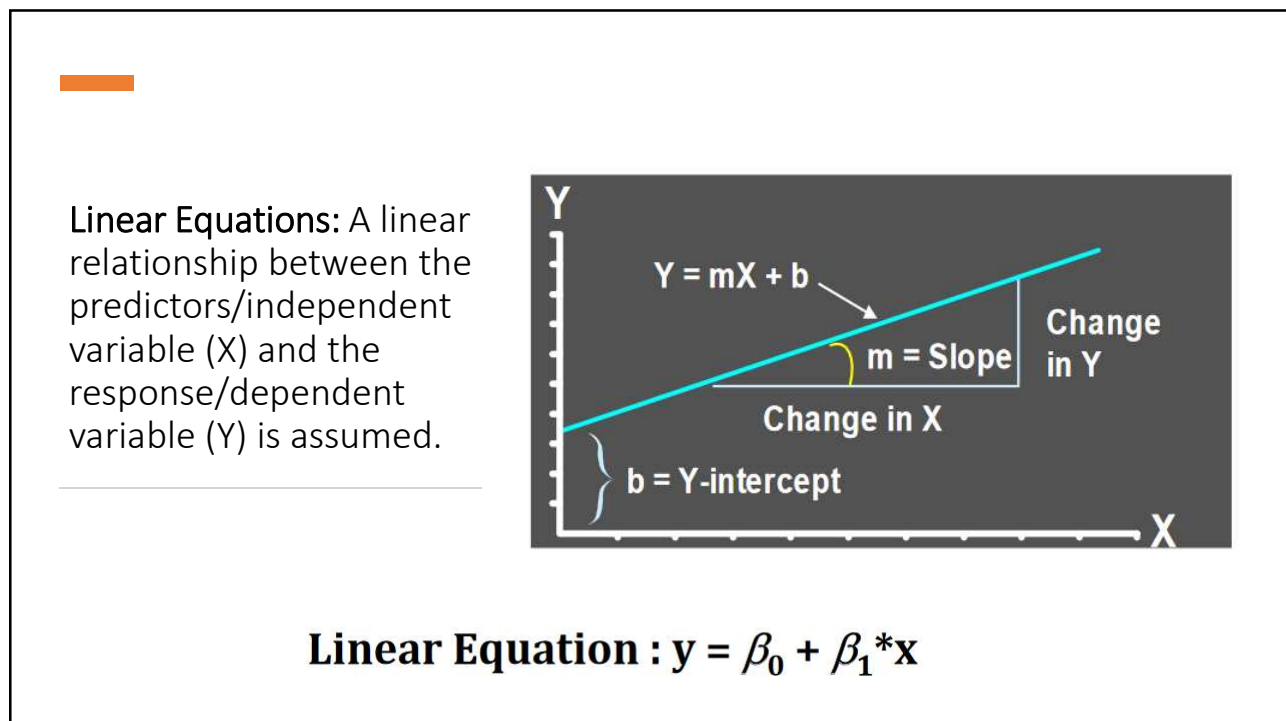 Linear Equations: A linear
relationship between the
predictors/independent
variable (X) and the
response/dependent
variable (Y) is assumed.
Y
Y = mX + b
m = Slope
Change
in Y
Change in X
b = Y-intercept
X
Linear Equation : y = β₀ + β₁*x